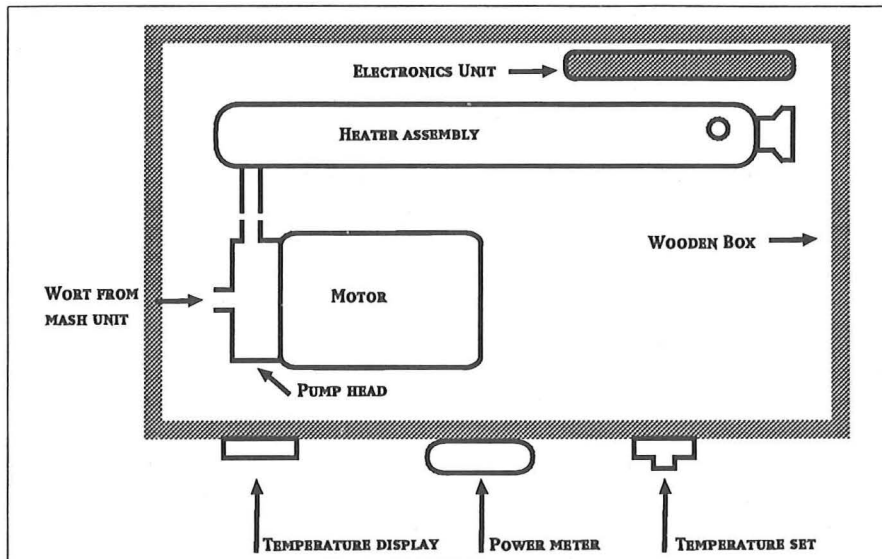 ELECTRONICS UNIT
HEATER ASSEMBLY
WOODEN BOX
WORT FROM
MASH UNIT
MOTOR
PUMP HEAD
TEMPERATURE DISPLAY
POWER METER
TEMPERATURE SET